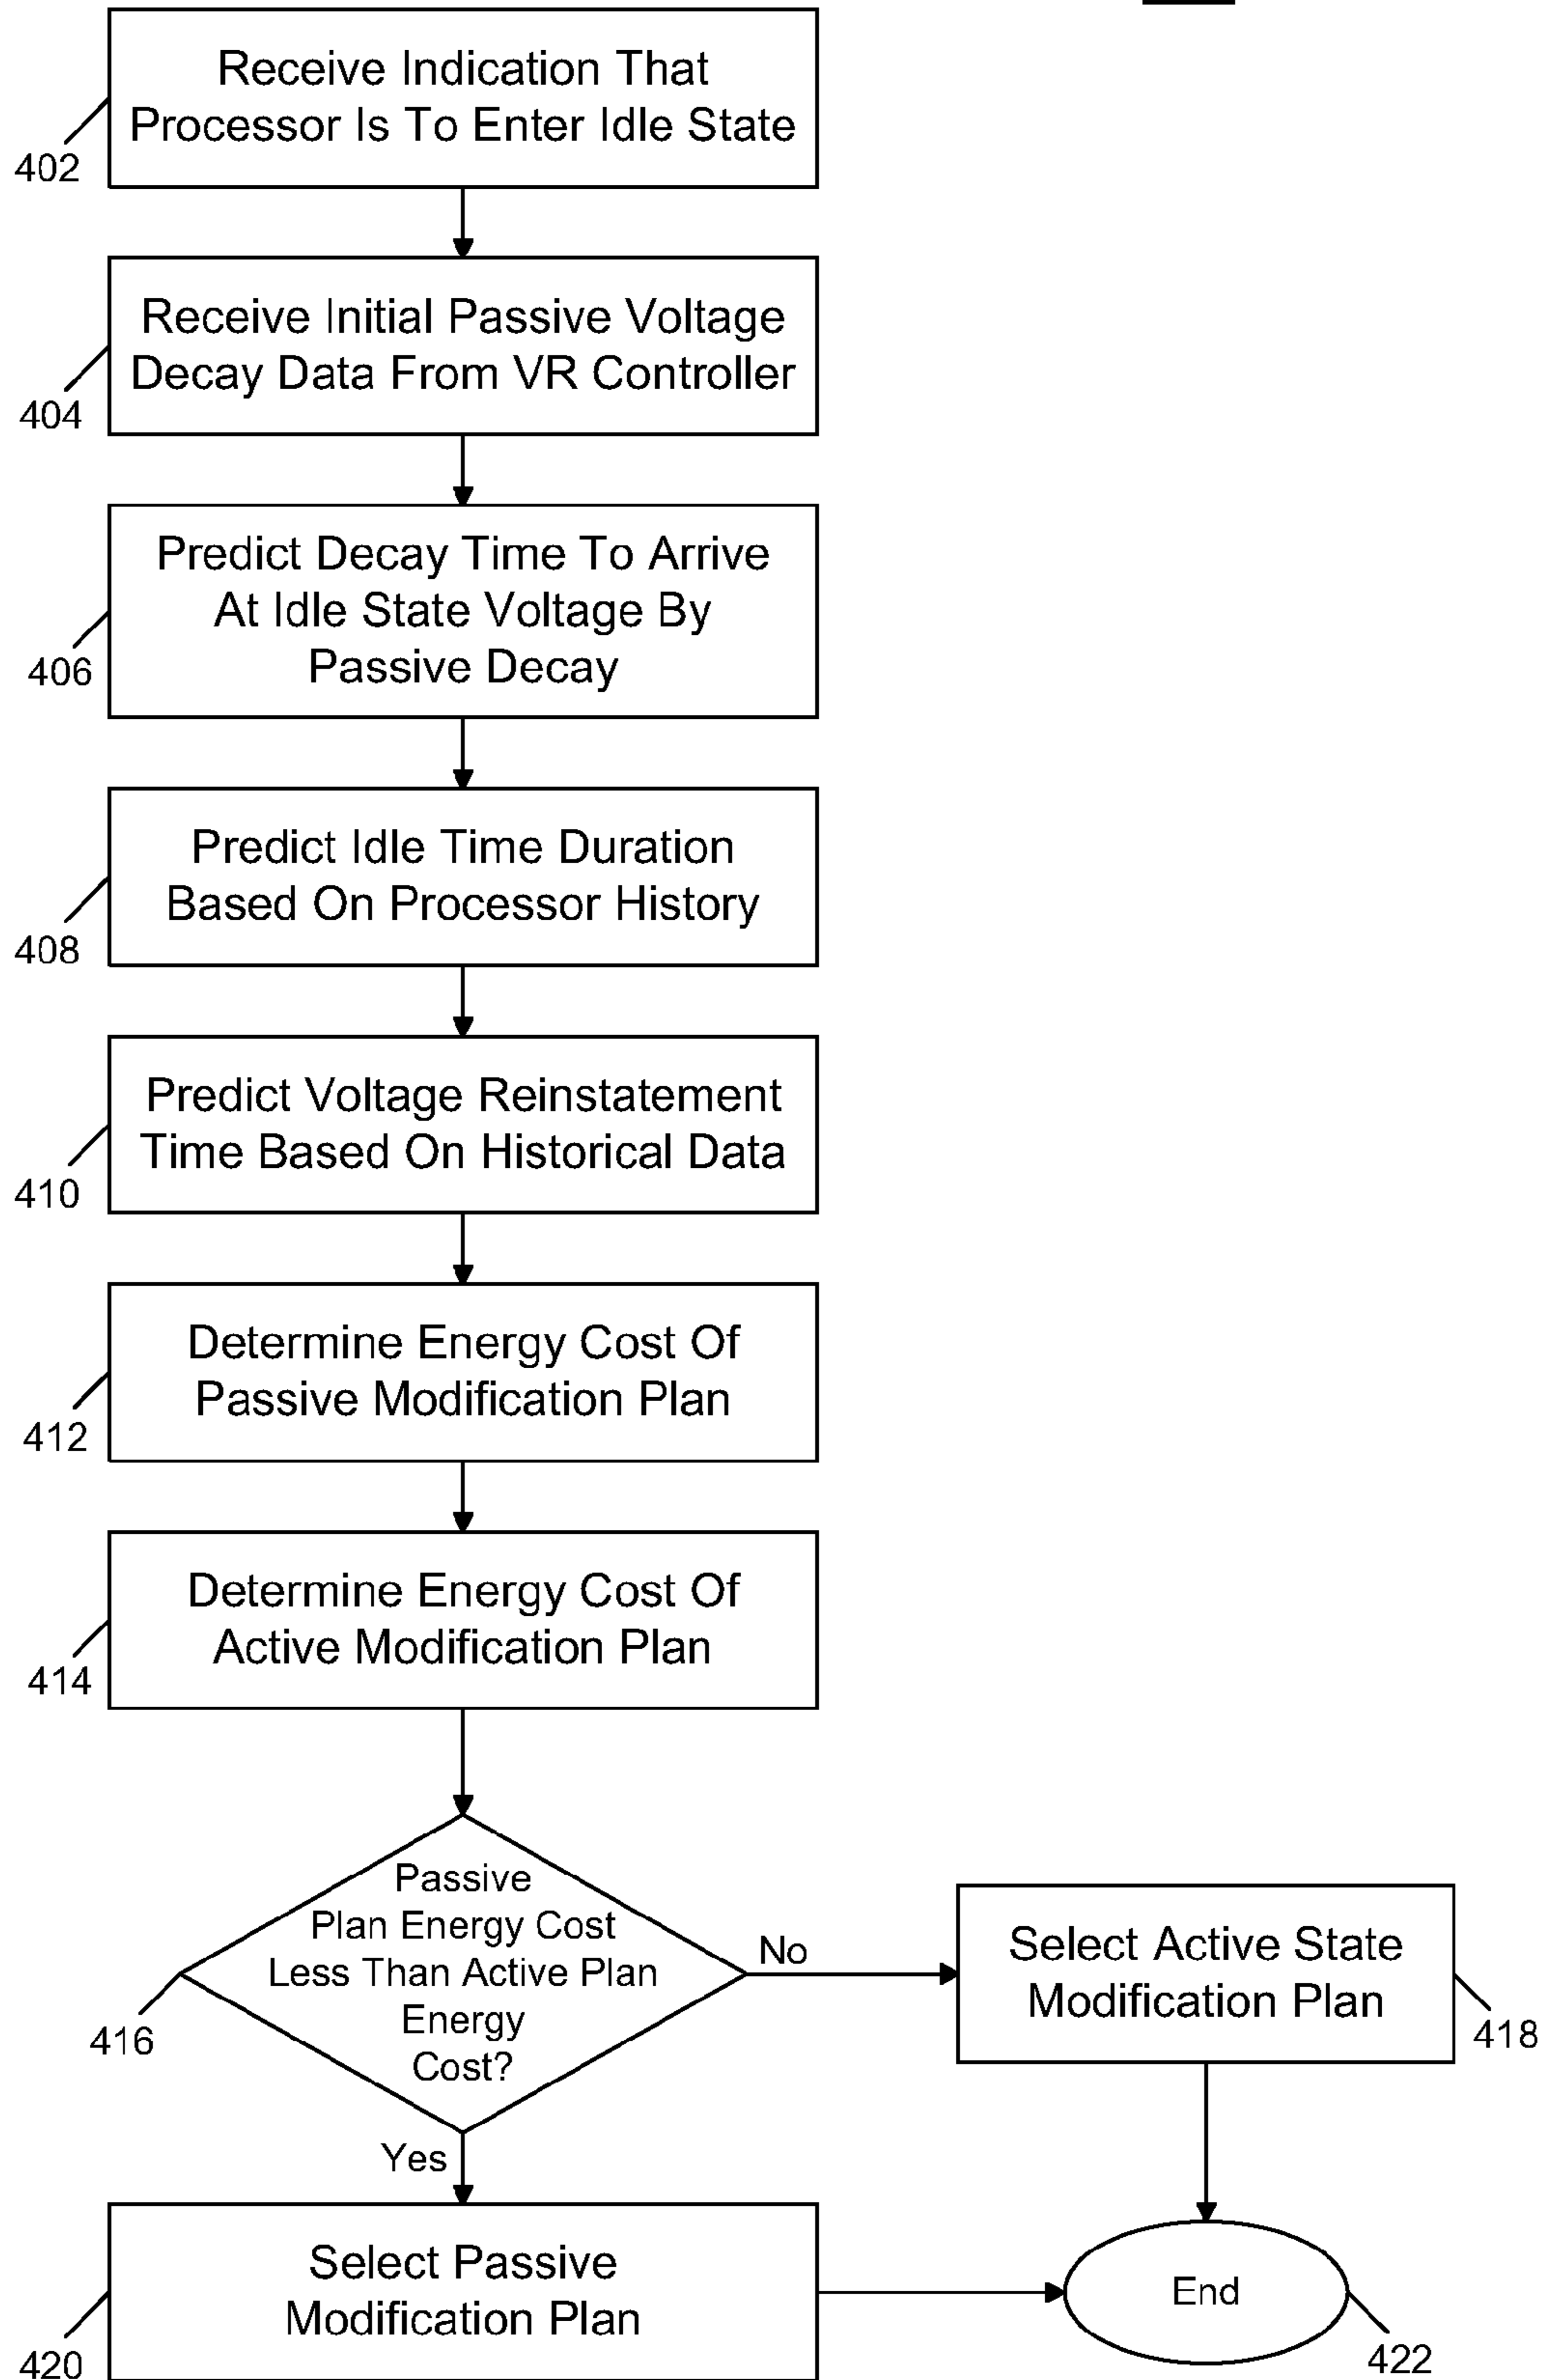 Receive Indication That
Processor Is To Enter Idle State
402
Receive Initial Passive Voltage
Decay Data From VR Controller
404
Predict Decay Time To Arrive
At Idle State Voltage By
Passive Decay
406
Predict Idle Time Duration
Based On Processor History
408
Predict Voltage Reinstatement
Time Based On Historical Data
410
Determine Energy Cost Of
Passive Modification Plan
412
Determine Energy Cost Of
Active Modification Plan
414
Passive
Plan Energy Cost
Less Than Active Plan
Energy
Cost?
416
No
Select Active State
Modification Plan
418
Yes
Select Passive
Modification Plan
420
End
422